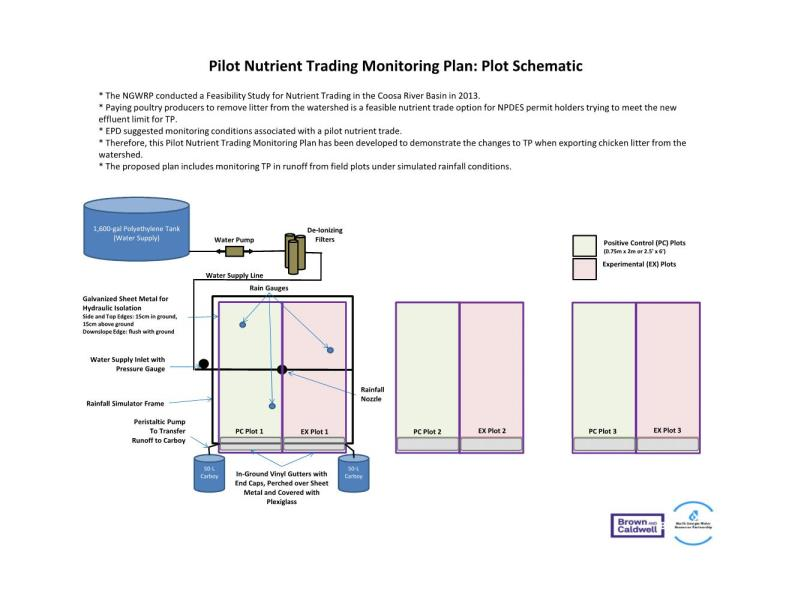 Pilot Nutrient Trading Monitoring Plan: Plot Schematic
* The NGWRP conducted a Feasibility Study for Nutrient Trading in the Coosa River Basin in 2013.
* Paying poultry producers to remove litter from the watershed is a feasible nutrient trade option for NPDES permit holders trying to meet the new
effluent limit for TP.
* EPD suggested monitoring conditions associated with a pilot nutrient trade.
* Therefore, this Pilot Nutrient Trading Monitoring Plan has been developed to demonstrate the changes to TP when exporting chicken litter from the
watershed.
* The proposed plan includes monitoring TP in runoff from field plots under simulated rainfall conditions.
1,600-gal Polyethylene Tank
(Water Supply)
Water Pump
De-Ionizing
Filters
Water Supply Line
Rain Gauges
Positive Control (PC) Plots
(0.75m x 2m or 2.5' x 6')
Experimental (EX) Plots
Galvanized Sheet Metal for
Hydraulic Isolation
Side and Top Edges: 15cm in ground,
15cm above ground
Downslope Edge: flush with ground
Water Supply Inlet with
Pressure Gauge
Rainfall Simulator Frame
Rainfall
Nozzle
Peristaltic Pump
To Transfer
Runoff to Carboy
PC Plot 1
EX Plot 1
PC Plot 2
EX Plot 2
PC Plot 3
EX Plot 3
50-L
Carboy
50-L
Carboy
In-Ground Vinyl Gutters with
End Caps, Perched over Sheet
Metal and Covered with
Plexiglass
Brown AND
Caldwell
North Georgia Water
Resources Partnership